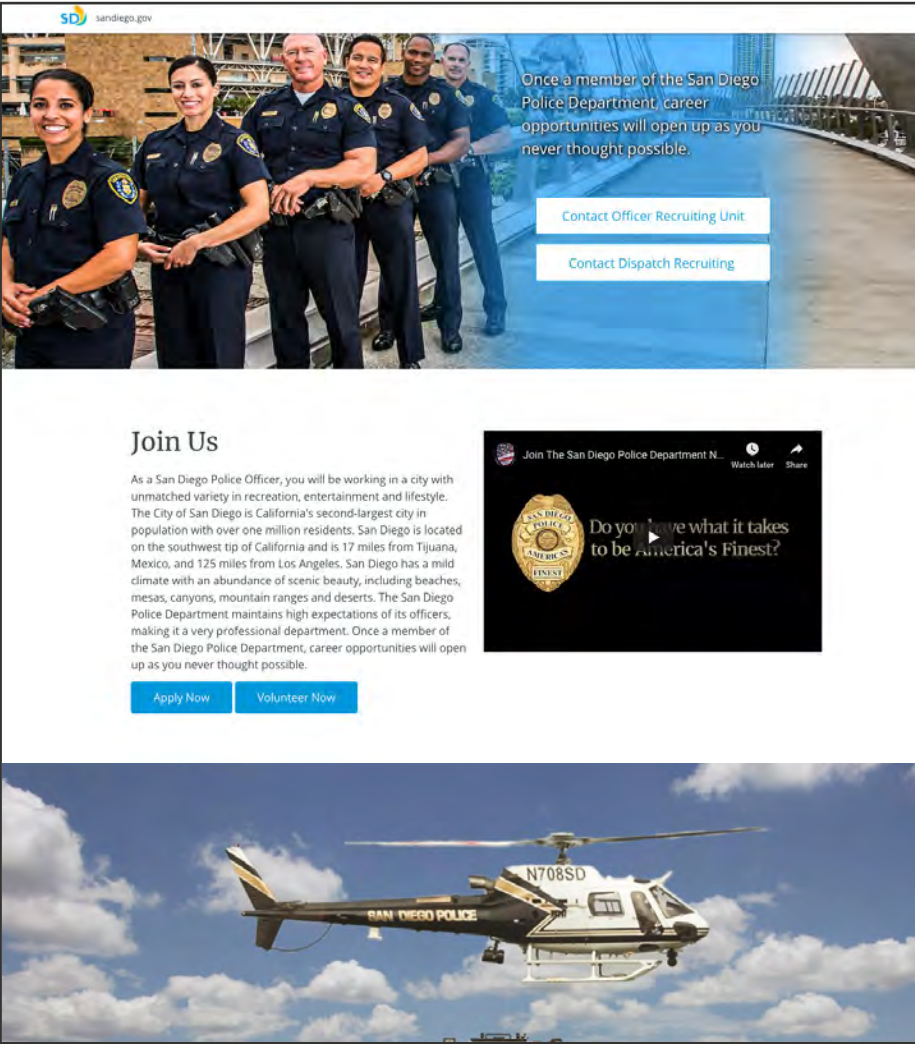 SD
sandiego.gov
Once a member of the San Diego
Police Department, career
opportunities will open up as you
never thought possible.
Contact Officer Recruiting Unit
Contact Dispatch Recruiting
Join Us
As a San Diego Police Officer, you will be working in a city with
unmatched variety in recreation, entertainment and lifestyle.
The City of San Diego is California's second-largest city in
population with over one million residents. San Diego is located
on the southwest tip of California and is 17 miles from Tijuana,
Mexico, and 125 miles from Los Angeles. San Diego has a mild
climate with an abundance of scenic beauty, including beaches,
mesas, canyons, mountain ranges and deserts. The San Diego
Police Department maintains high expectations of its officers,
making it a very professional department. Once a member of
the San Diego Police Department, career opportunities will open
up as you never thought possible.
Apply Now
Volunteer Now
Join The San Diego Police Department N...
Watch later
Share
SAN DIEGO
POLICE
AMERICA'S
FINEST
Do you have what it takes
to be America's Finest?
N708SD
SAN DIEGO POLICE